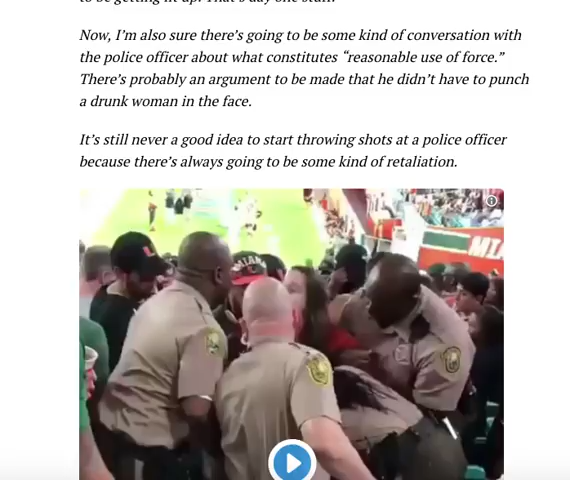 Now, I'm also sure there's going to be some kind of conversation with
the police officer about what constitutes “reasonable use of force.”
There's probably an argument to be made that he didn't have to punch
a drunk woman in the face.
It's still never a good idea to start throwing shots at a police officer
because there's always going to be some kind of retaliation.
MIAMI
MIA